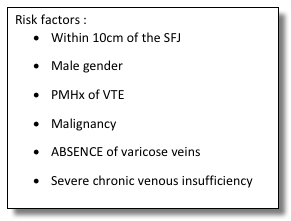 Risk factors :
• Within 10cm of the SFJ
• Male gender
• PMHx of VTE
• Malignancy
• ABSENCE of varicose veins
• Severe chronic venous insufficiency